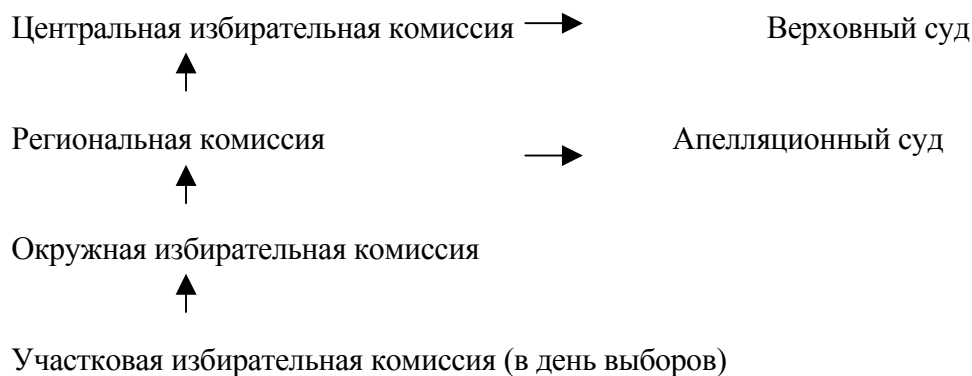 Центральная избирательная комиссия Верховный суд
Региональная комиссия Апелляционный суд
Окружная избирательная комиссия
Участковая избирательная комиссия (в день выборов)